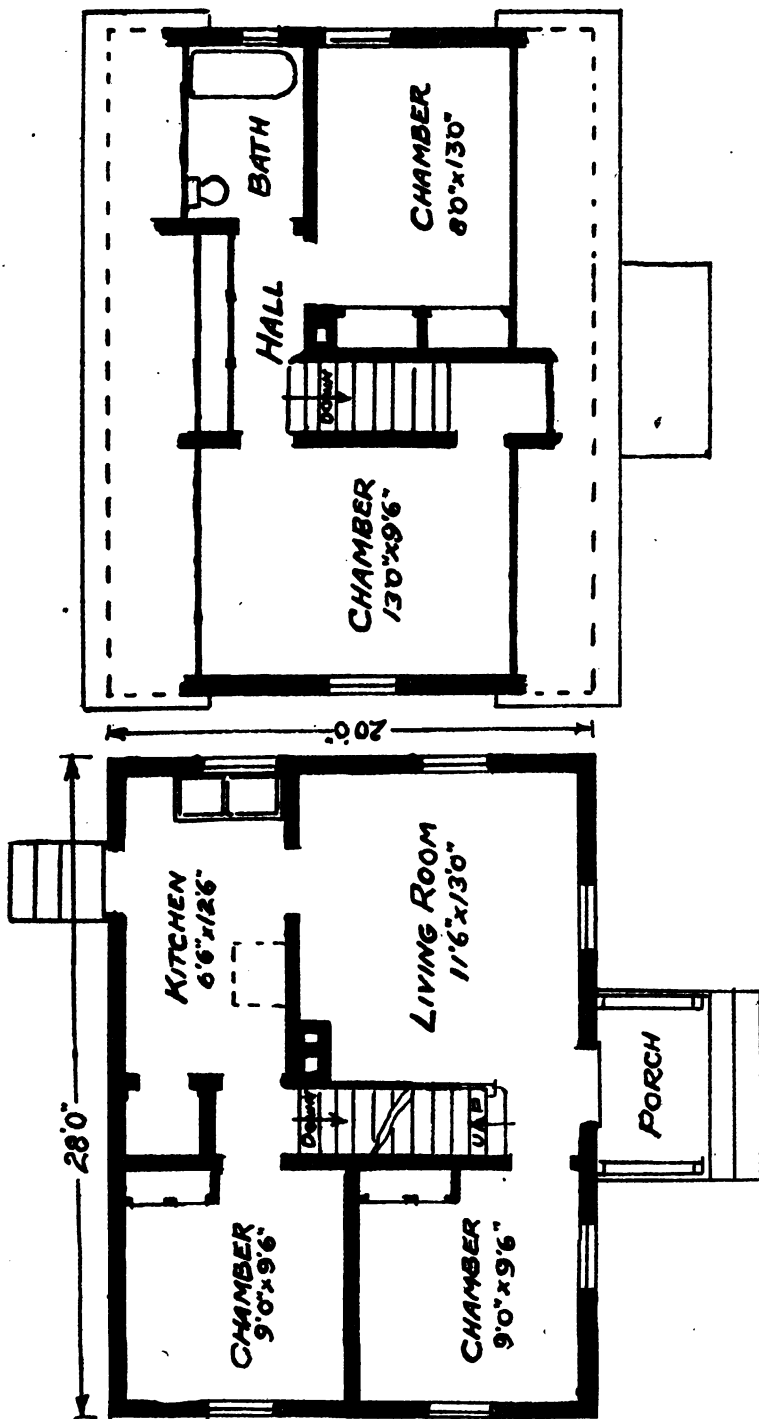 BATH
CHAMBER
8'0"x13'0"
HALL
DOWN
CHAMBER
13'0"x9'6"
20'0"
28'0"
KITCHEN
6'6"x12'6"
LIVING ROOM
11'6"x13'0"
DOWN
UP
PORCH
CHAMBER
9'0"x9'6"
CHAMBER
9'0"x9'6"